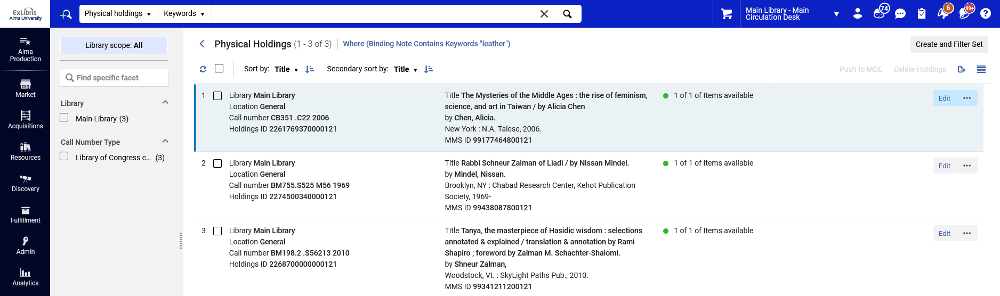 ExLibris
Alma University
Physical holdings
Keywords
Main Library - Main
Circulation Desk
74
6
99+
Alma
Production
Market
Acquisitions
Resources
Discovery
Fulfillment
Admin
Analytics
Library scope: All
Find specific facet
Library
Main Library (3)
Call Number Type
Library of Congress c... (3)
Physical Holdings (1 - 3 of 3)
Where (Binding Note Contains Keywords "leather")
Create and Filter Set
Sort by: Title
Secondary sort by: Title
Push to MDE
Delete Holdings
1
Library Main Library
Location General
Call number CB351 .C22 2006
Holdings ID 2261769370000121
Title The Mysteries of the Middle Ages : the rise of feminism,
science, and art in Taiwan / by Alicia Chen
by Chen, Alicia.
New York : N.A. Talese, 2006.
MMS ID 99177464800121
1 of 1 of Items available
Edit
2
Library Main Library
Location General
Call number BM755.S525 M56 1969
Holdings ID 2274500340000121
Title Rabbi Schneur Zalman of Liadi / by Nissan Mindel.
by Mindel, Nissan.
Brooklyn, NY : Chabad Research Center, Kehot Publication
Society, 1969-
MMS ID 99438087800121
1 of 1 of Items available
Edit
3
Library Main Library
Location General
Call number BM198.2 .S56213 2010
Holdings ID 2268700000000121
Title Tanya, the masterpiece of Hasidic wisdom : selections
annotated & explained / translation & annotation by Rami
Shapiro ; foreword by Zalman M. Schachter-Shalomi.
by Shneur Zalman,
Woodstock, Vt. : SkyLight Paths Pub., 2010.
MMS ID 99341211200121
1 of 1 of Items available
Edit